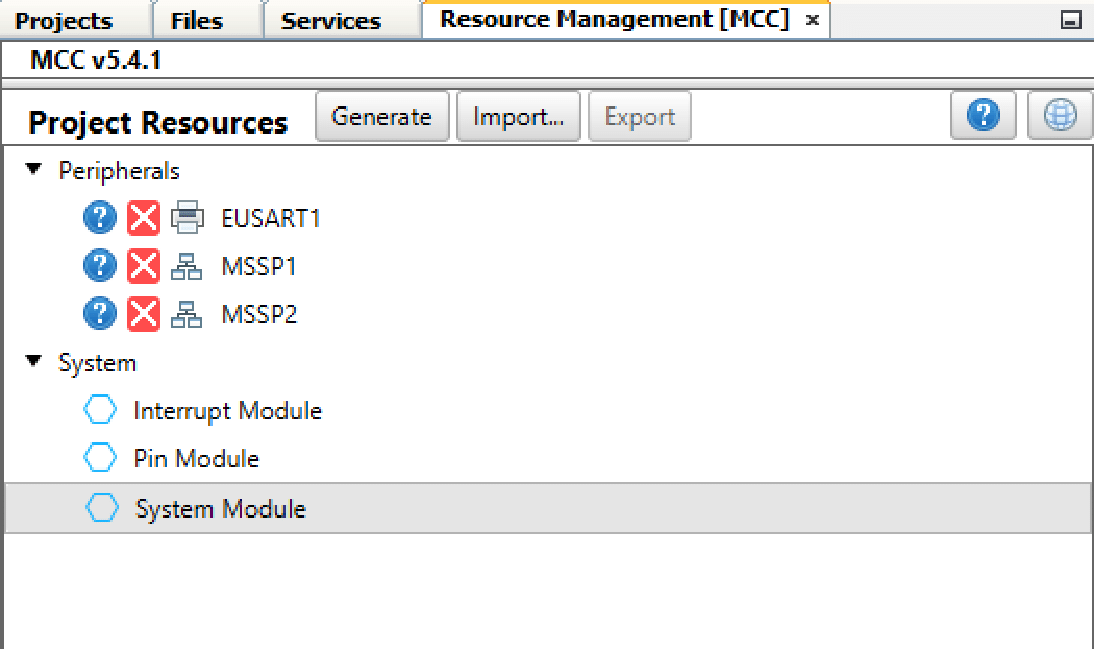 Projects Files Services Resource Management [MCC] ×
MCC v5.4.1
Project Resources Generate Import... Export ?
▼ Peripherals
? EUSART1
? MSSP1
? MSSP2
▼ System
Interrupt Module
Pin Module
System Module